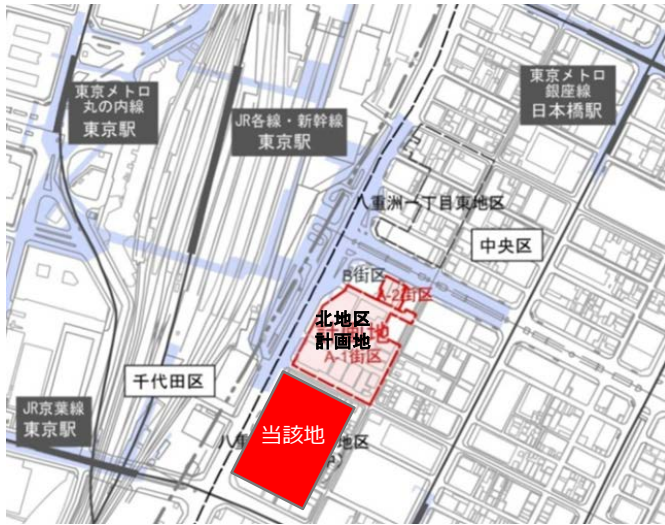 東京メトロ
丸の内線
東京駅
JR各線・新幹線
東京駅
東京メトロ
銀座線
日本橋駅
八重洲一丁目東地区
中央区
B街区
A-2街区
北地区
計画地
A-1街区
千代田区
JR京葉線
東京駅
当該地
八重
地区